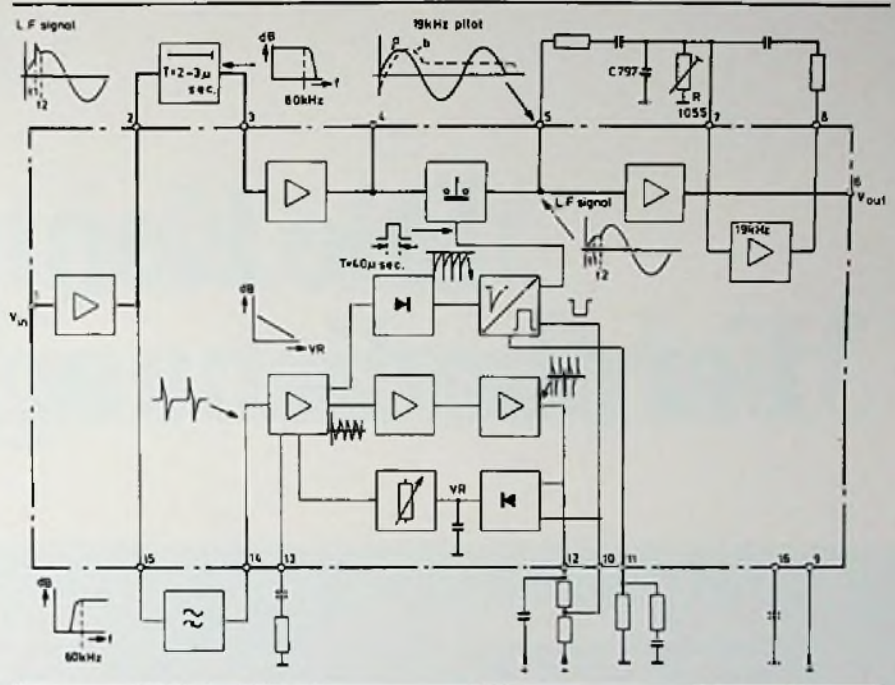 L.F signal
t1
t2
T=2-3μ
sec.
dB
f
60kHz
19kHz pilot
a
b
C797
R
1055
2
3
4
5
7
8
6
Vout
L.F signal
t1
t2
19kHz
T=40μ sec.
1
Vin
dB
VR
VR
15
14
13
12
10
11
16
9
dB
f
60kHz